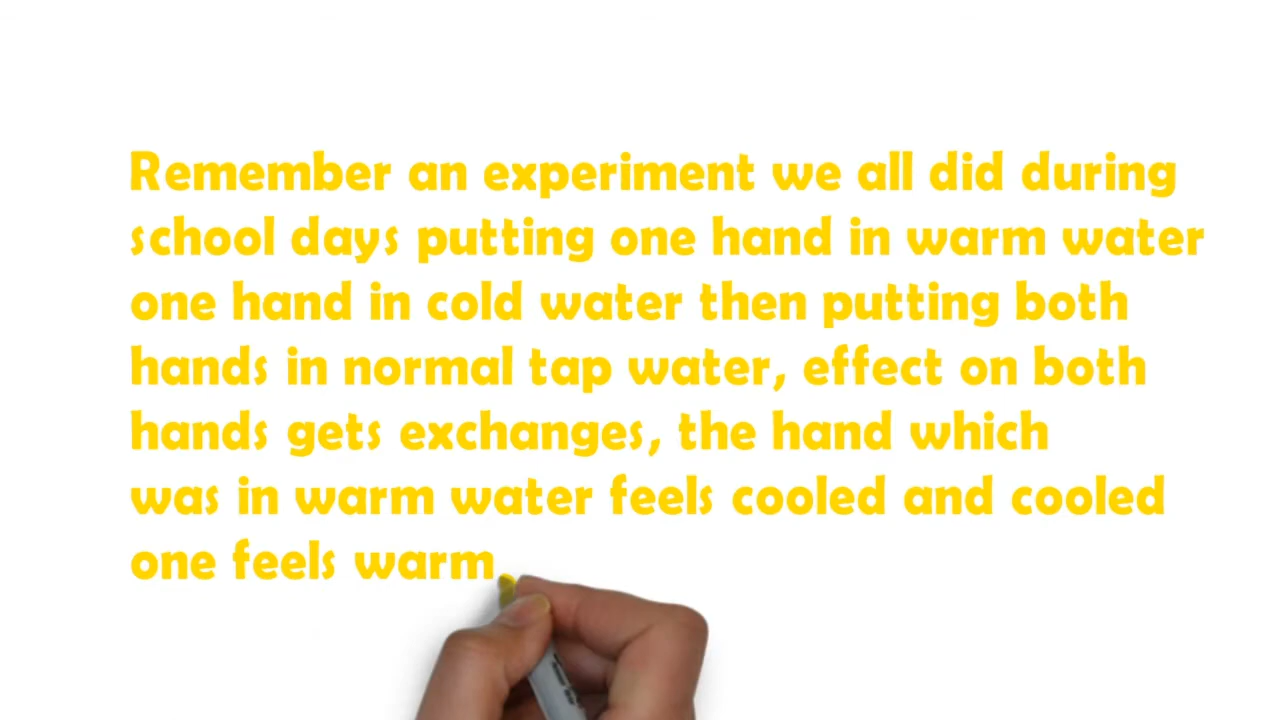 Remember an experiment we all did during
school days putting one hand in warm water
one hand in cold water then putting both
hands in normal tap water, effect on both
hands gets exchanges, the hand which
was in warm water feels cooled and cooled
one feels warm.